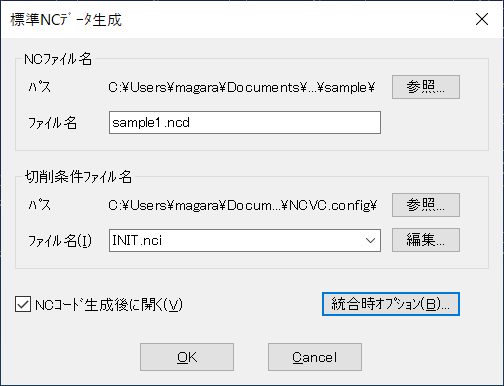 標準NCﾃﾞｰﾀ生成
NCファイル名
ﾊﾟｽ C:¥Users¥magara¥Documents¥...¥sample¥ 参照...
ファイル名 sample1.ncd
切削条件ファイル名
ﾊﾟｽ C:¥Users¥magara¥Docum...¥NCVC.config¥ 参照...
ファイル名(I) INIT.nci 編集...
NCｺｰﾄﾞ生成後に開く(V) 統合時ｵﾌﾟｼｮﾝ(B)...
OK Cancel